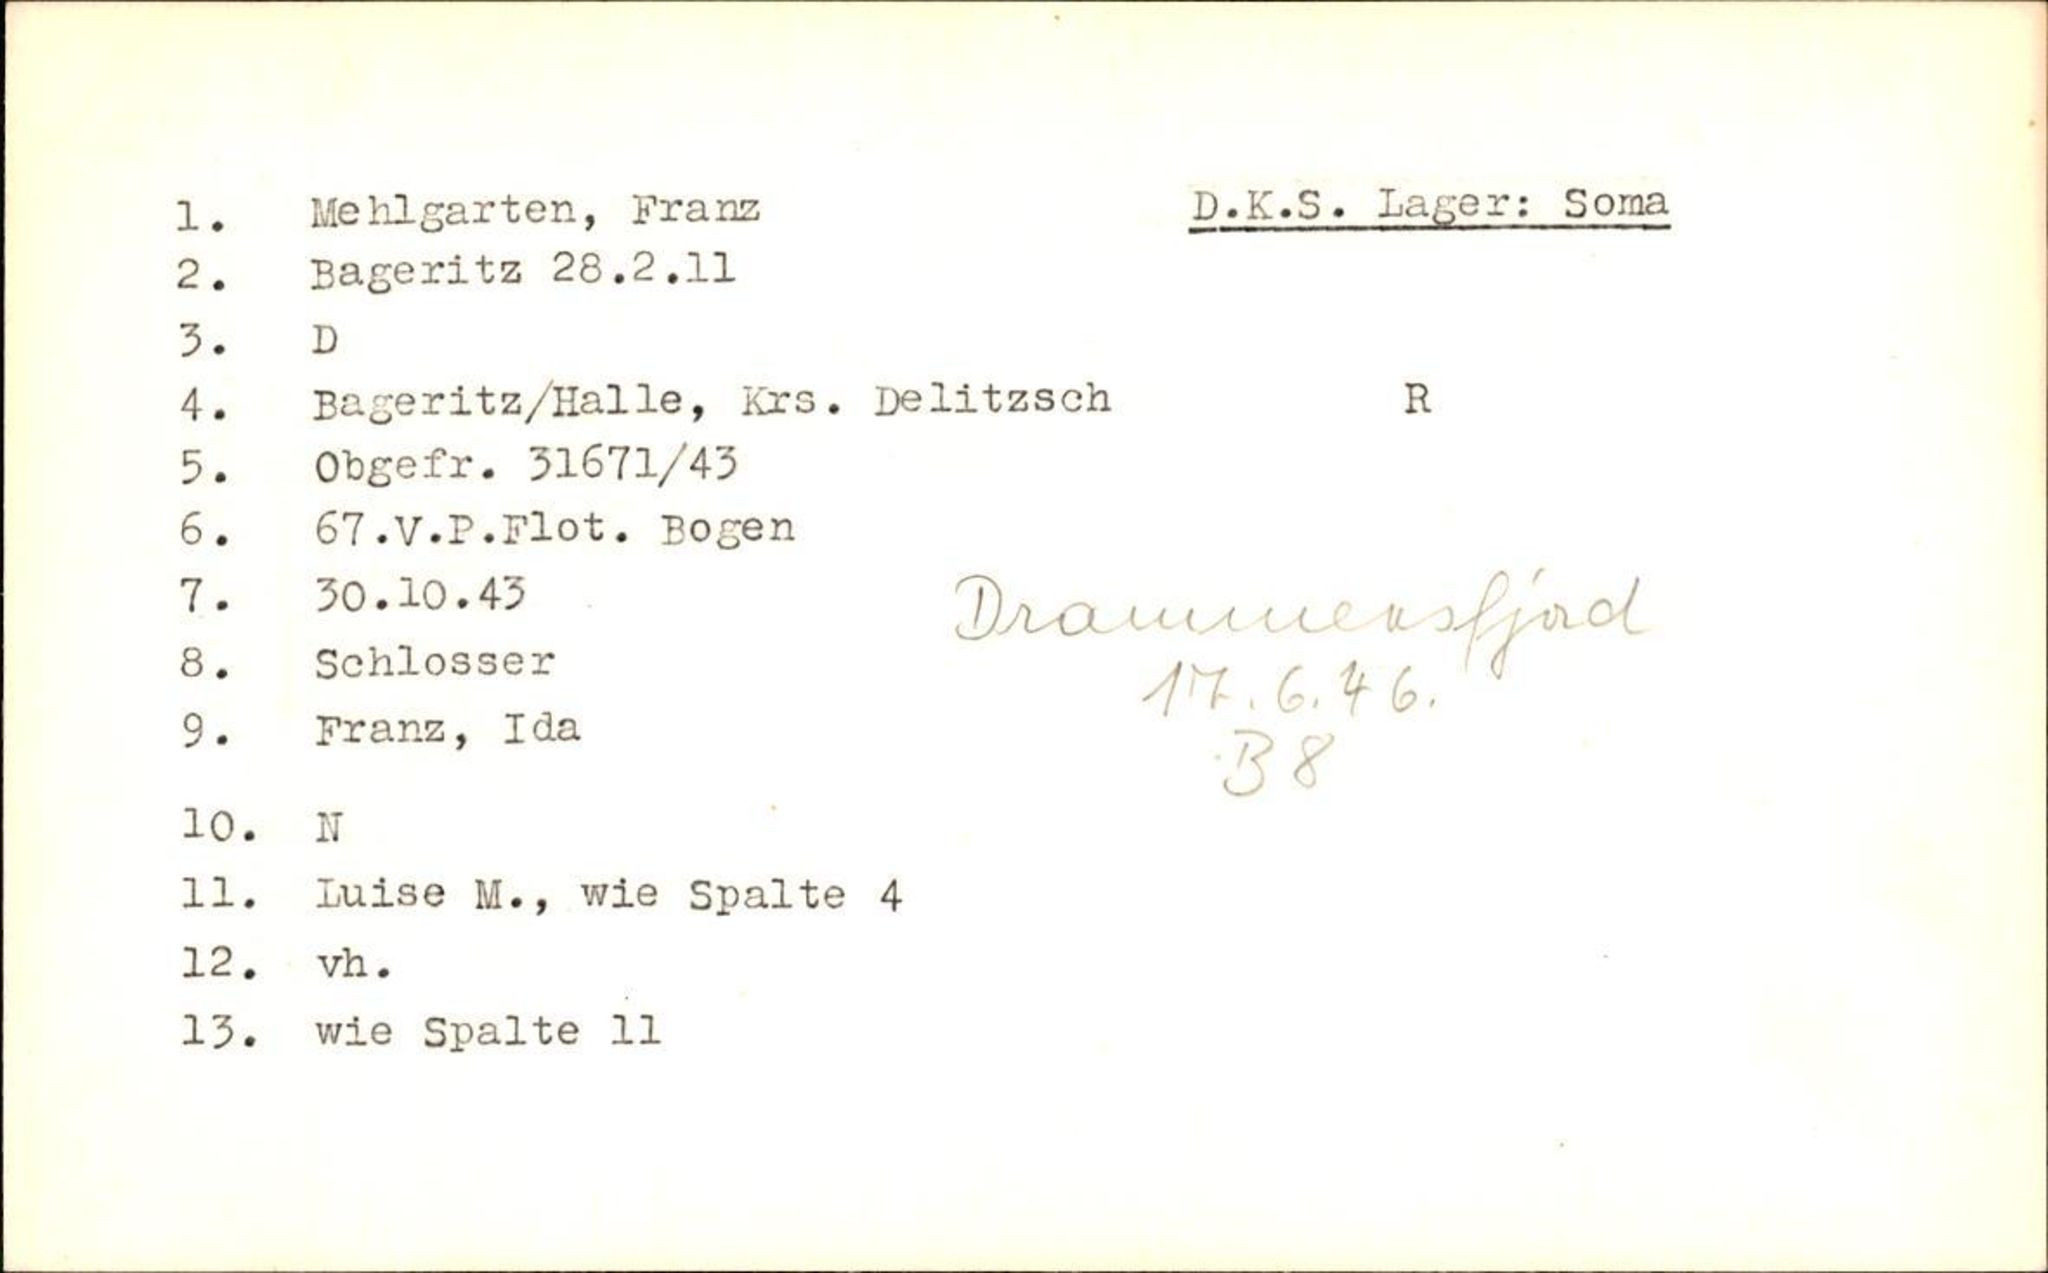 D.K.S. Lager: Soma
1. Mehlgarten, Franz
2. Bageritz 28.2.11
3. D
4. Bageritz/Halle, Krs. Delitzsch R
5. Obgefr. 31671/43
6. 67.V.P.Flot. Bogen
7. 30.10.43
8. Schlosser
9. Franz, Ida
10. N
11. Luise M., wie Spalte 4
12. vh.
13. wie Spalte 11
Drammensfjord
17.6.46.
B 8